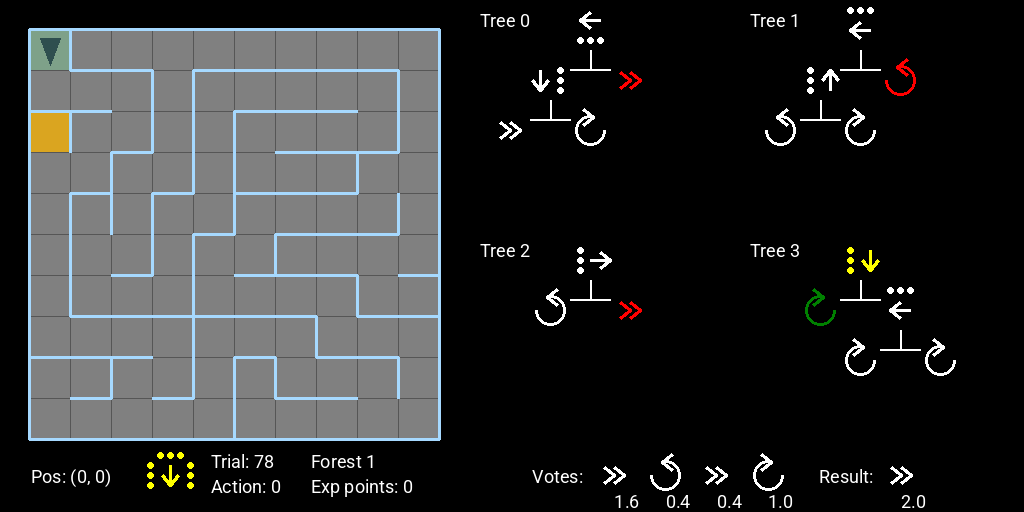 Tree 0
Tree 1
Tree 2
Tree 3
Pos: (0, 0)
Trial: 78
Forest 1
Action: 0
Exp points: 0
Votes:
1.6
0.4
0.4
1.0
Result:
2.0